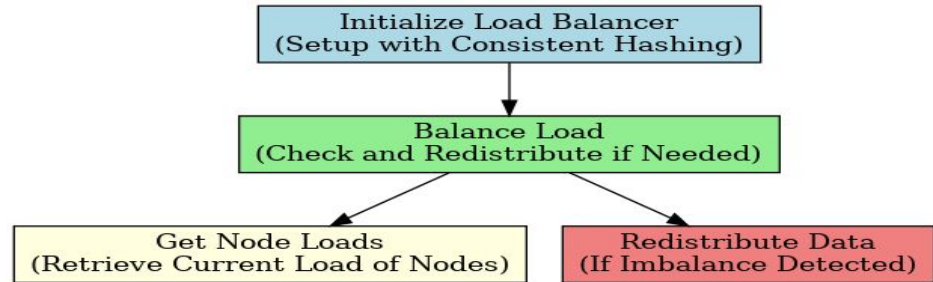 Initialize Load Balancer
(Setup with Consistent Hashing)
Balance Load
(Check and Redistribute if Needed)
Get Node Loads
(Retrieve Current Load of Nodes)
Redistribute Data
(If Imbalance Detected)